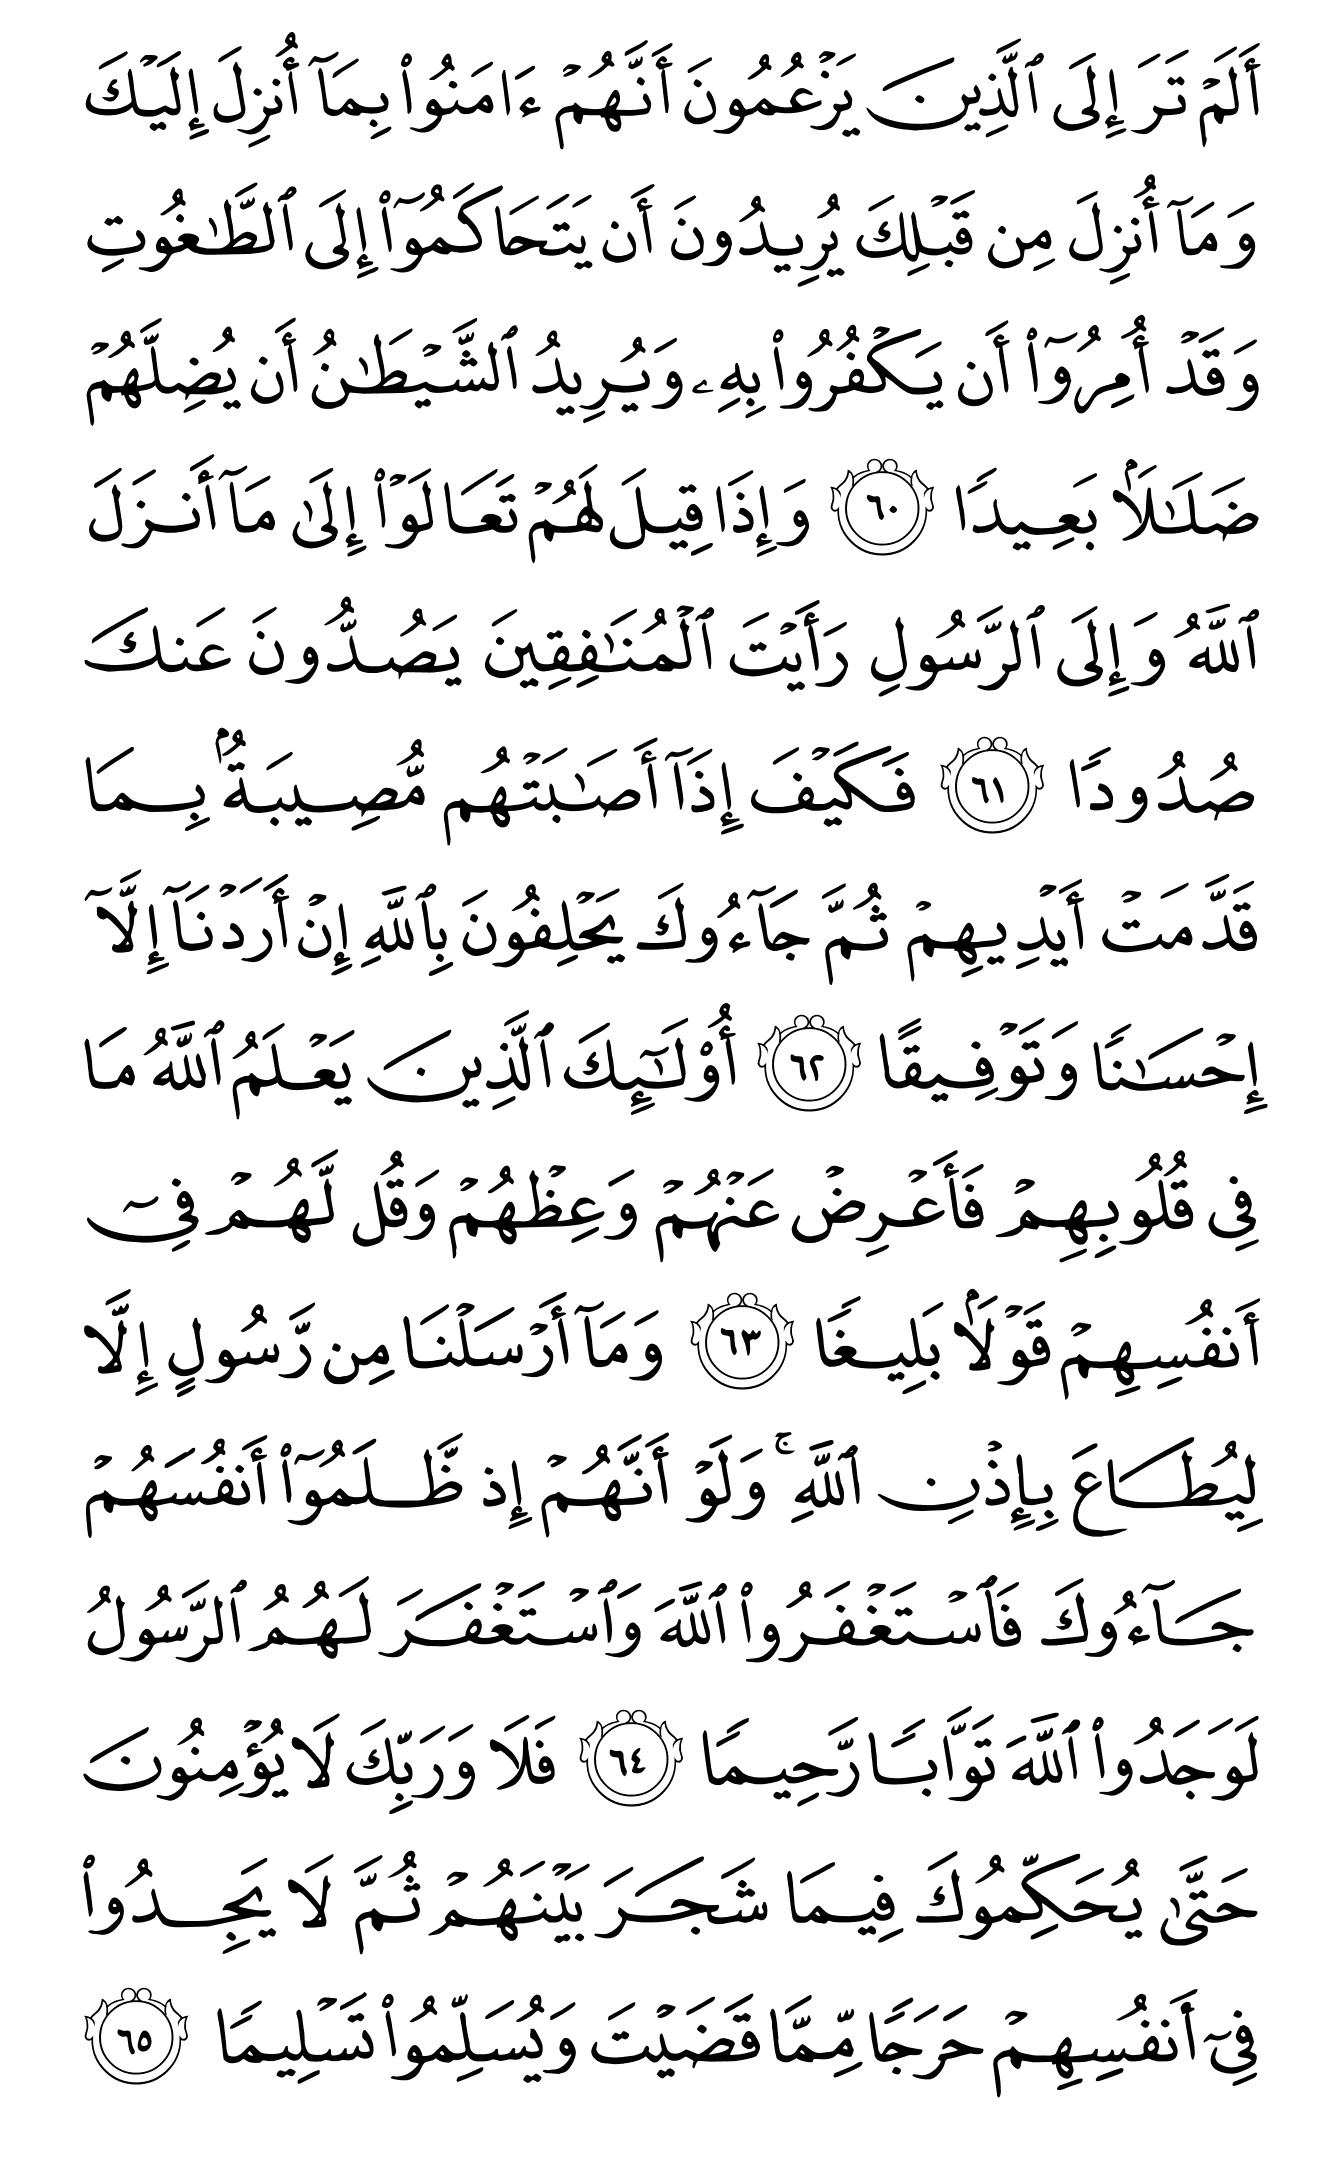 أَلَمْ تَرَ إِلَى ٱلَّذِينَ يَزْعُمُونَ أَنَّهُمْ ءَامَنُوا۟ بِمَآ أُنزِلَ إِلَيْكَ
وَمَآ أُنزِلَ مِن قَبْلِكَ يُرِيدُونَ أَن يَتَحَاكَمُوٓا۟ إِلَى ٱلطَّـٰغُوتِ
وَقَدْ أُمِرُوٓا۟ أَن يَكْفُرُوا۟ بِهِۦ وَيُرِيدُ ٱلشَّيْطَـٰنُ أَن يُضِلَّهُمْ
ضَلَـٰلًۢا بَعِيدًا ٦٠ وَإِذَا قِيلَ لَهُمْ تَعَالَوْا۟ إِلَىٰ مَآ أَنزَلَ
ٱللَّهُ وَإِلَى ٱلرَّسُولِ رَأَيْتَ ٱلْمُنَـٰفِقِينَ يَصُدُّونَ عَنكَ
صُدُودًا ٦١ فَكَيْفَ إِذَآ أَصَـٰبَتْهُم مُّصِيبَةٌۢ بِمَا
قَدَّمَتْ أَيْدِيهِمْ ثُمَّ جَآءُوكَ يَحْلِفُونَ بِٱللَّهِ إِنْ أَرَدْنَآ إِلَّآ
إِحْسَـٰنًا وَتَوْفِيقًا ٦٢ أُو۟لَـٰٓئِكَ ٱلَّذِينَ يَعْلَمُ ٱللَّهُ مَا
فِى قُلُوبِهِمْ فَأَعْرِضْ عَنْهُمْ وَعِظْهُمْ وَقُل لَّهُمْ فِىٓ
أَنفُسِهِمْ قَوْلًۢا بَلِيغًا ٦٣ وَمَآ أَرْسَلْنَا مِن رَّسُولٍ إِلَّا
لِيُطَاعَ بِإِذْنِ ٱللَّهِ ۚ وَلَوْ أَنَّهُمْ إِذ ظَّلَمُوٓا۟ أَنفُسَهُمْ
جَآءُوكَ فَٱسْتَغْفَرُوا۟ ٱللَّهَ وَٱسْتَغْفَرَ لَهُمُ ٱلرَّسُولُ
لَوَجَدُوا۟ ٱللَّهَ تَوَّابًا رَّحِيمًا ٦٤ فَلَا وَرَبِّكَ لَا يُؤْمِنُونَ
حَتَّىٰ يُحَكِّمُوكَ فِيمَا شَجَرَ بَيْنَهُمْ ثُمَّ لَا يَجِدُوا۟
فِىٓ أَنفُسِهِمْ حَرَجًا مِّمَّا قَضَيْتَ وَيُسَلِّمُوا۟ تَسْلِيمًا ٦٥